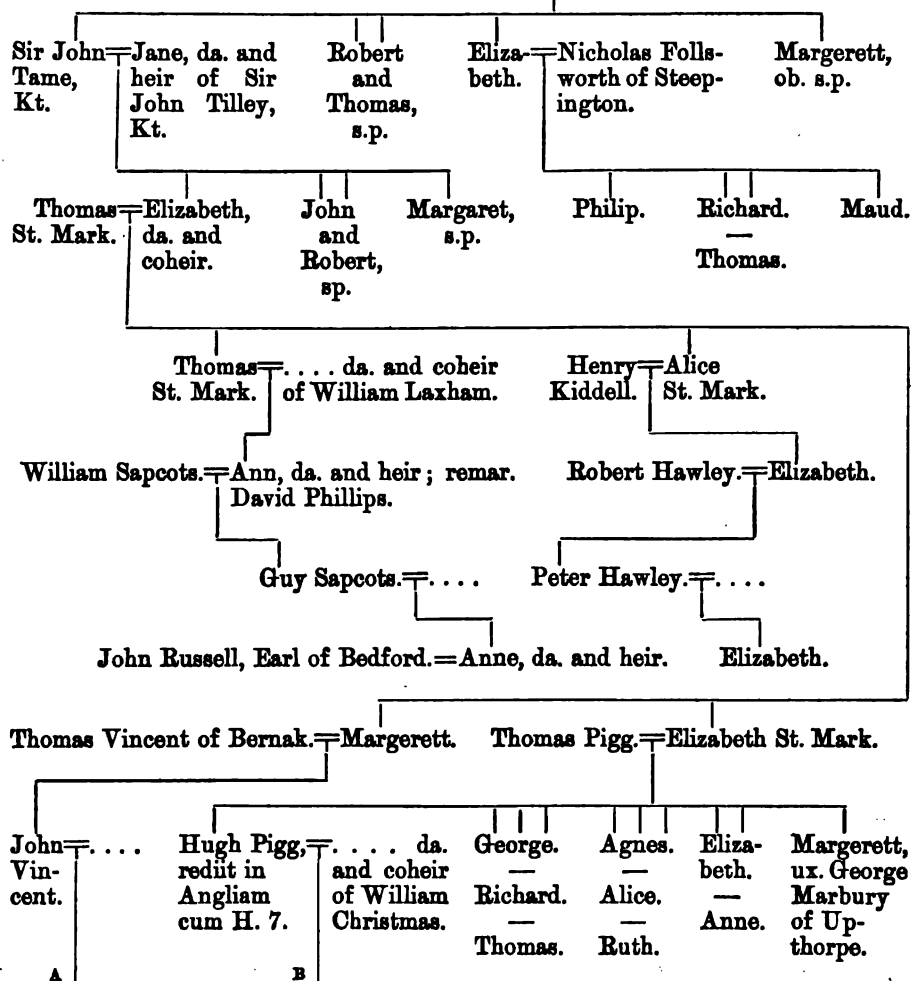 Sir John = Jane, da. and
Tame, heir of Sir
Kt. John Tilley,
Kt.
Robert
and
Thomas,
s.p.
Eliza- = Nicholas Folls-
beth. worth of Steep-
ington.
Margerett,
ob. s.p.
Thomas = Elizabeth,
St. Mark. da. and
coheir.
John
and
Robert,
sp.
Margaret,
s.p.
Philip.
Richard.
—
Thomas.
Maud.
Thomas = .... da. and coheir
St. Mark. of William Laxham.
Henry = Alice
Kiddell. St. Mark.
William Sapcots. = Ann, da. and heir; remar.
David Phillips.
Robert Hawley. = Elizabeth.
Guy Sapcots. = ....
Peter Hawley. = ....
John Russell, Earl of Bedford. = Anne, da. and heir.
Elizabeth.
Thomas Vincent of Bernak. = Margerett.
Thomas Pigg. = Elizabeth St. Mark.
John = ....
Vin-
cent.
Hugh Pigg, = .... da.
rediit in and coheir
Angliam of William
cum H. 7. Christmas.
George.
—
Richard.
—
Thomas.
Agnes.
—
Alice.
—
Ruth.
Eliza-
beth.
—
Anne.
Margerett,
ux. George
Marbury
of Up-
thorpe.
A
B